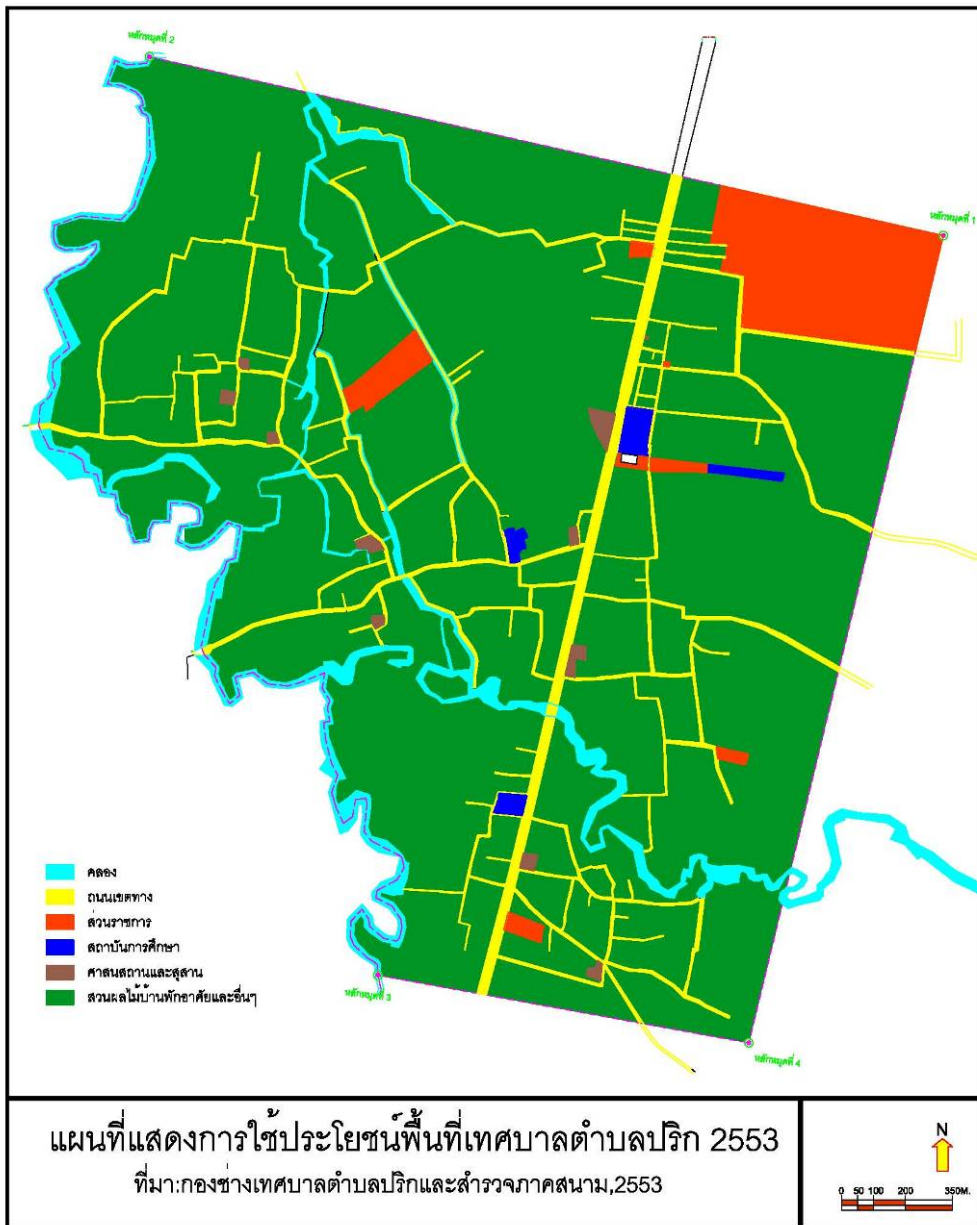 หลักหมุดที่ 2
หลักหมุดที่ 1
คลอง
ถนนเขตทาง
ส่วนราชการ
สถาบันการศึกษา
ศาสนสถานและสุสาน
สวนผลไม้บ้านพักอาศัยและอื่นๆ
หลักหมุดที่ 3
หลักหมุดที่ 4
แผนที่แสดงการใช้ประโยชน์พื้นที่เทศบาลตำบลปริก 2553
ที่มา:กองช่างเทศบาลตำบลปริกและสำรวจภาคสนาม,2553
N
0 50 100 200 350M.